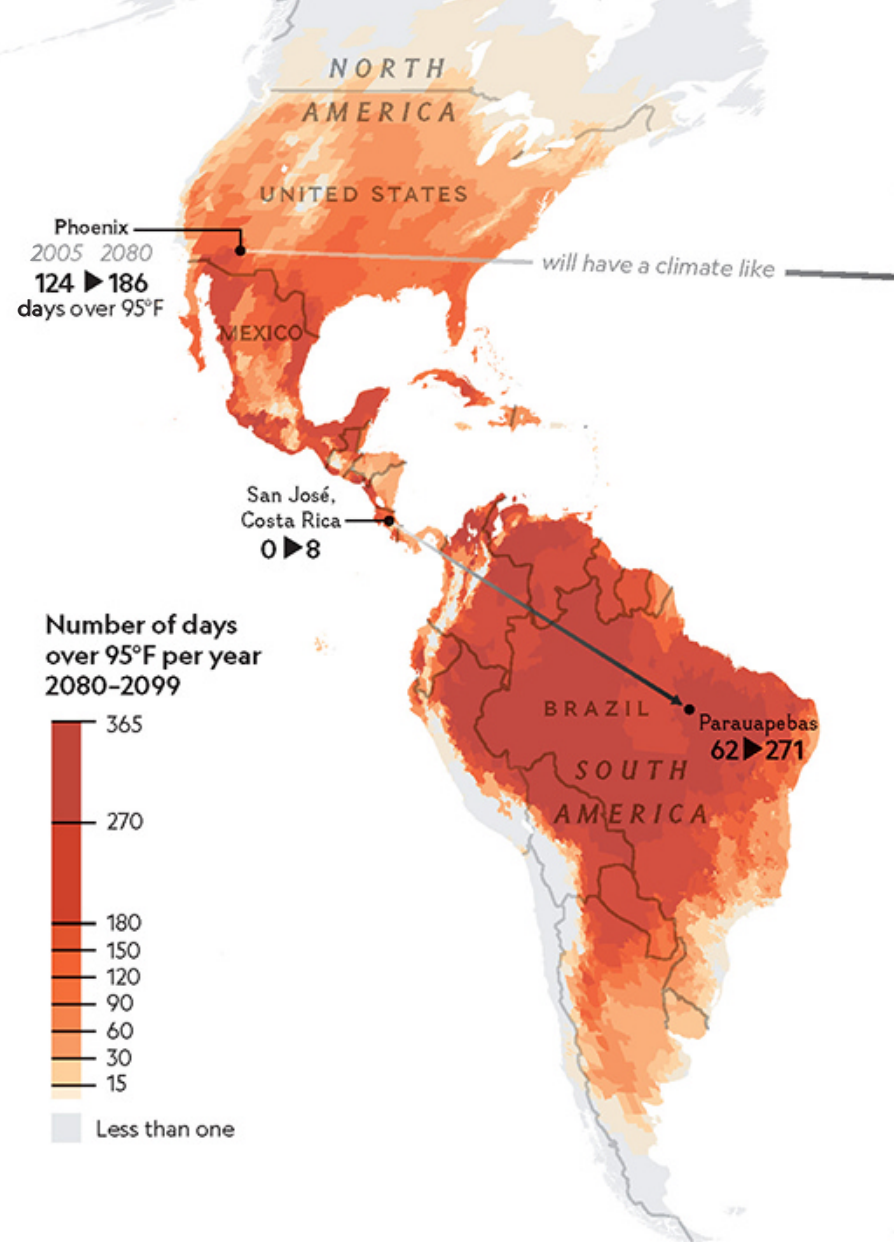 NORTH
AMERICA
UNITED STATES
Phoenix
2005 2080
124 ▶ 186
days over 95°F
will have a climate like
MEXICO
San José,
Costa Rica
0 ▶ 8
Number of days
over 95°F per year
2080–2099
365
270
180
150
120
90
60
30
15
Less than one
BRAZIL
Parauapebas
62 ▶ 271
SOUTH
AMERICA